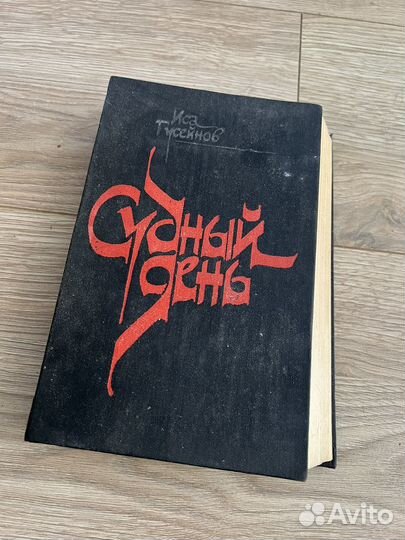 Иса
Гусейнов
Судный
день
Avito